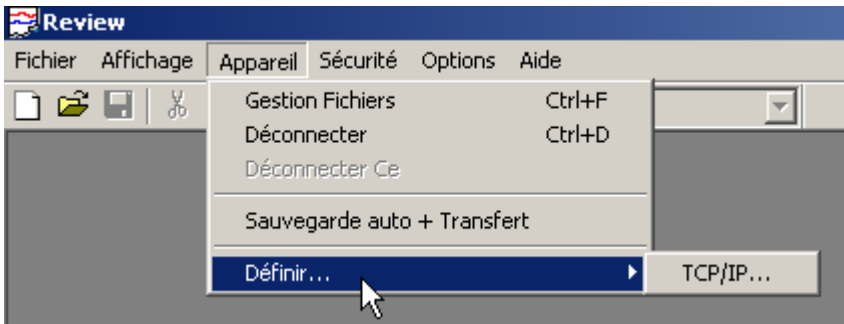 Review
Fichier Affichage Appareil Sécurité Options Aide
Gestion Fichiers Ctrl+F
Déconnecter Ctrl+D
Déconnecter Ce
Sauvegarde auto + Transfert
Définir... TCP/IP...